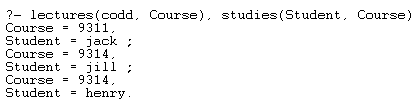 ?- lectures(codd, Course), studies(Student, Course)
Course = 9311,
Student = jack ;
Course = 9314,
Student = jill ;
Course = 9314,
Student = henry.